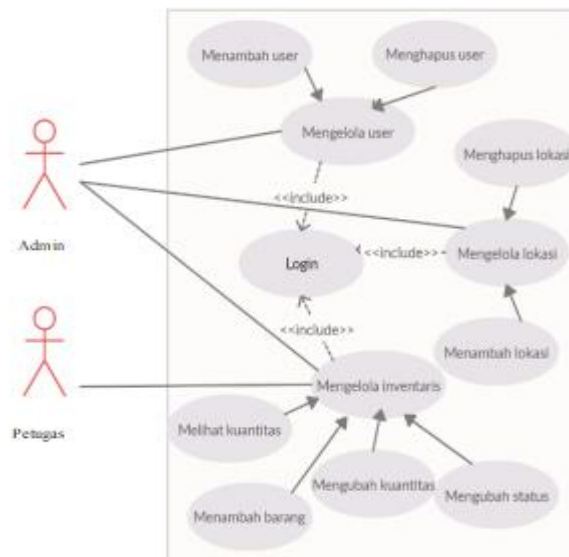 Menambah user
Menghapus user
Mengelola user
Menghapus lokasi
<<include>>
Admin
Login
<<include>>
Mengelola lokasi
<<include>>
Menambah lokasi
Mengelola inventaris
Petugas
Melihat kuantitas
Mengubah kuantitas
Mengubah status
Menambah barang